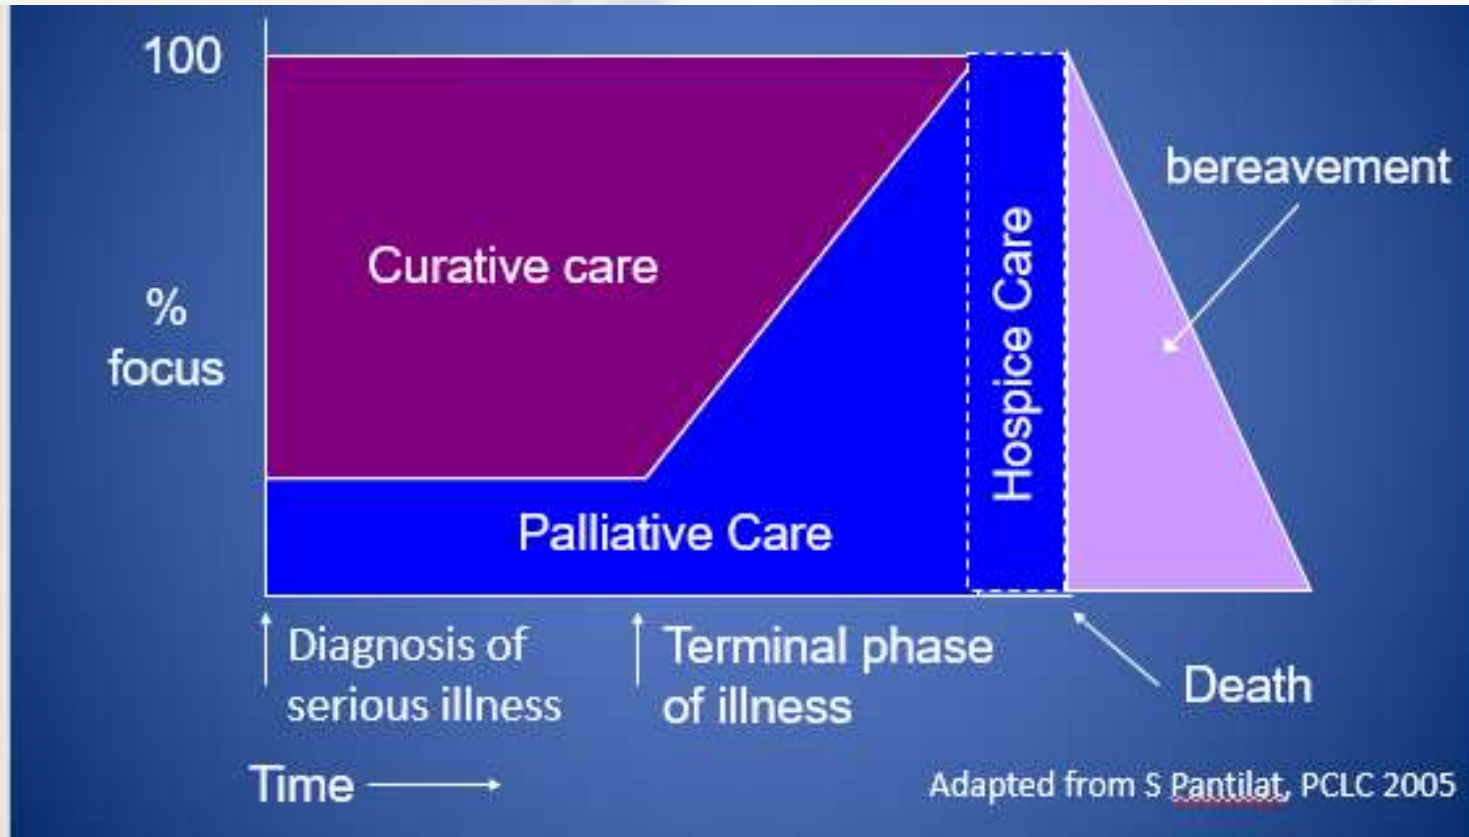 100
bereavement
Curative care
%
focus
Hospice Care
Palliative Care
Diagnosis of
serious illness
Terminal phase
of illness
Death
Time
Adapted from S Pantilat, PCLC 2005